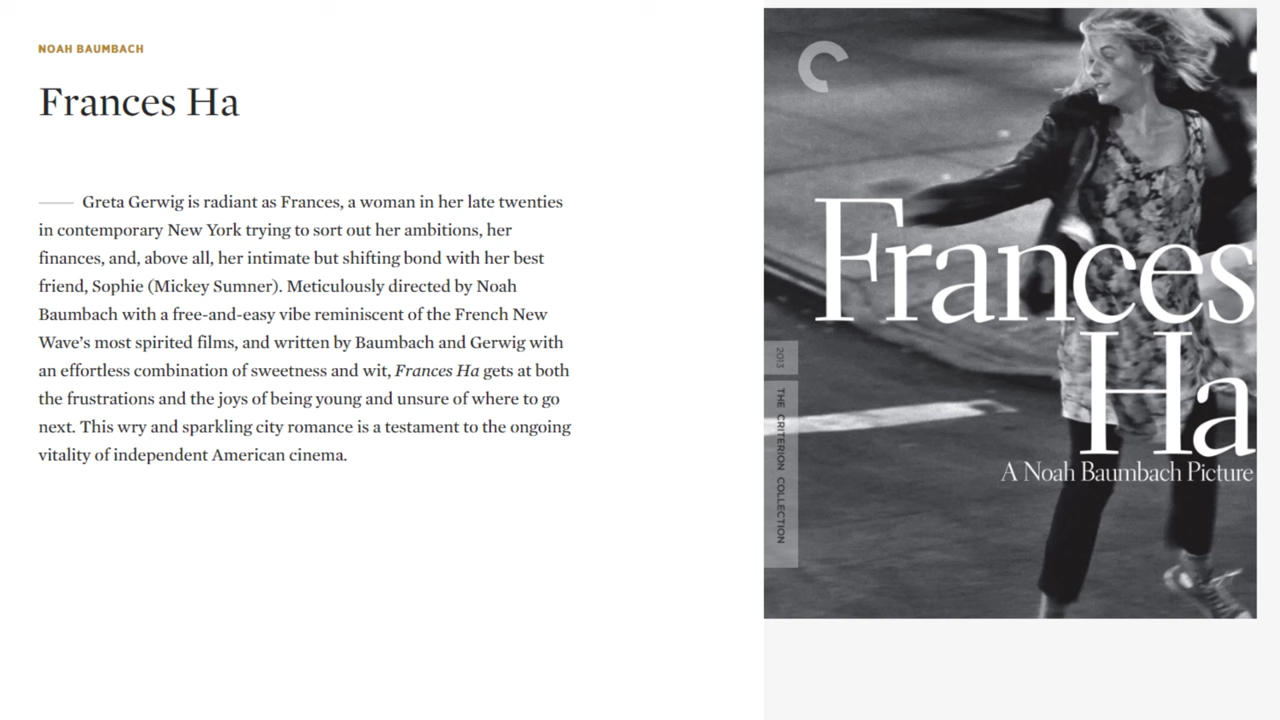 NOAH BAUMBACH
Frances Ha
Greta Gerwig is radiant as Frances, a woman in her late twenties
in contemporary New York trying to sort out her ambitions, her
finances, and, above all, her intimate but shifting bond with her best
friend, Sophie (Mickey Sumner). Meticulously directed by Noah
Baumbach with a free-and-easy vibe reminiscent of the French New
Wave’s most spirited films, and written by Baumbach and Gerwig with
an effortless combination of sweetness and wit, Frances Ha gets at both
the frustrations and the joys of being young and unsure of where to go
next. This wry and sparkling city romance is a testament to the ongoing
vitality of independent American cinema.
Frances
Ha
A Noah Baumbach Picture
2013
THE CRITERION COLLECTION